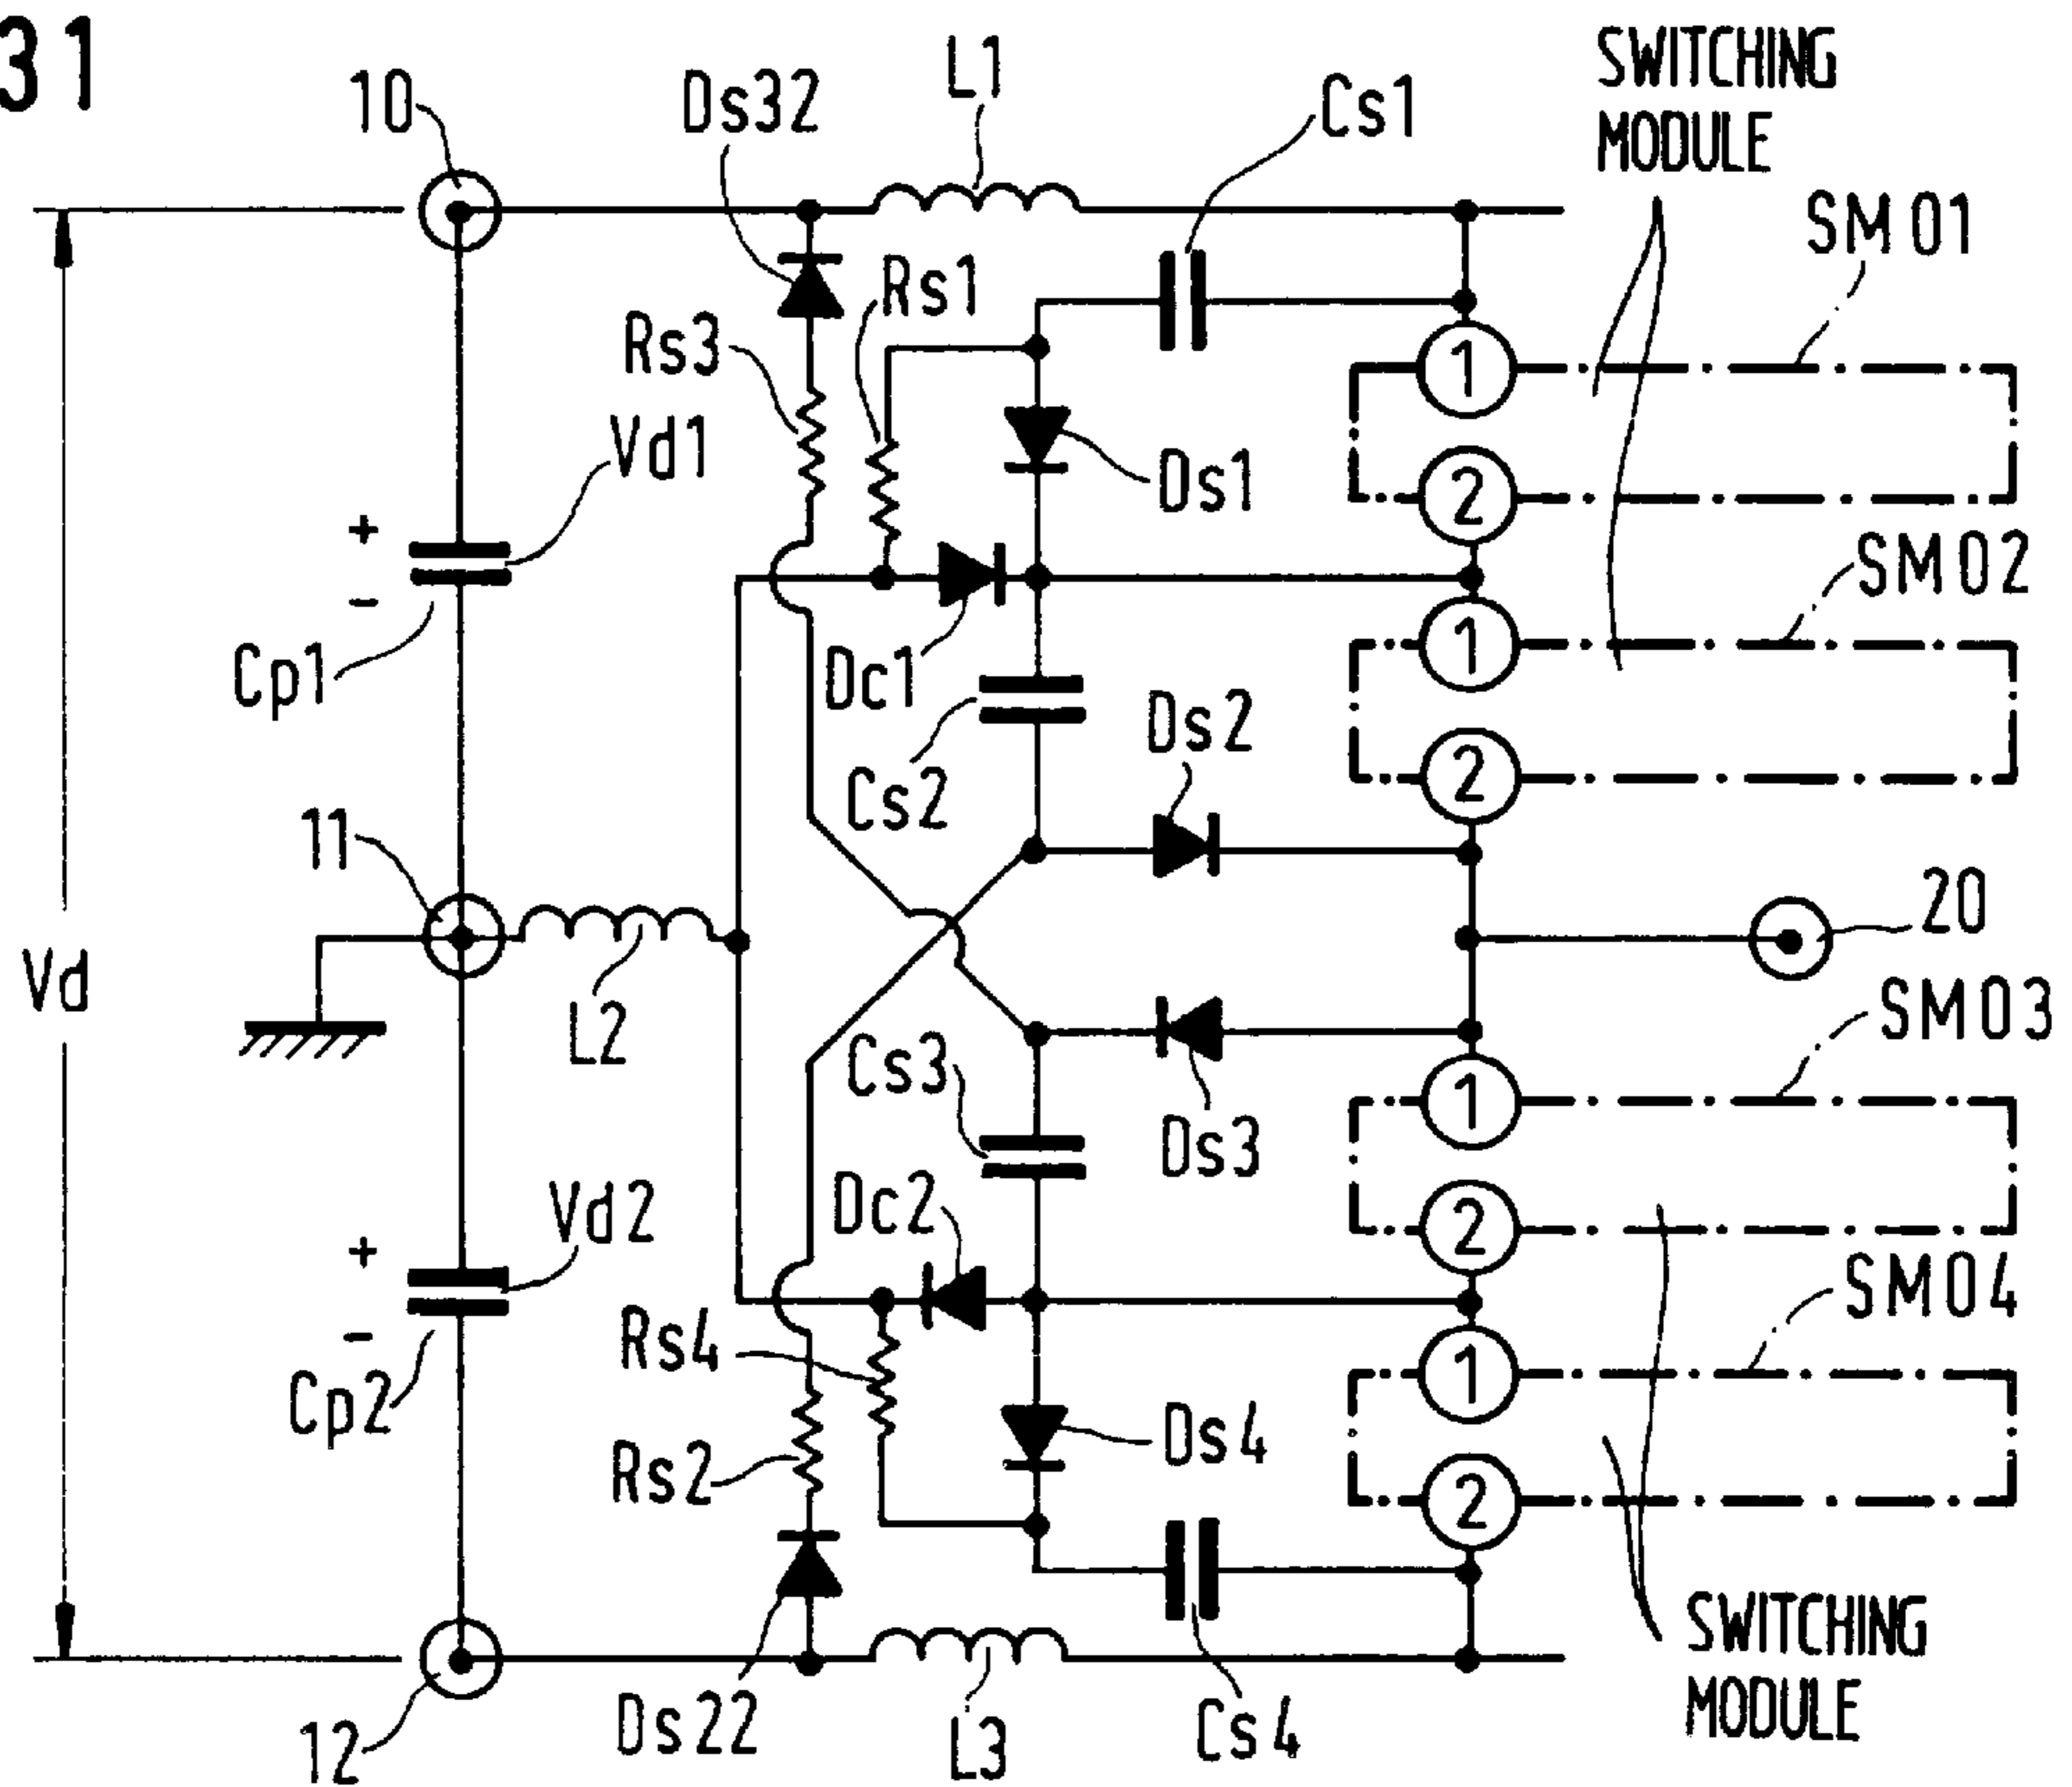 31
10
Ds32
L1
Cs1
SWITCHING
MODULE
SM01
Rs3
Rs1
1
Vd1
Ds1
2
+
-
SM02
Cp1
Dc1
1
Ds2
Cs2
2
11
20
Vd
L2
SM03
Cs3
1
Ds3
Dc2
Vd2
2
+
-
Rs4
SM04
1
Cp2
Rs2
Ds4
2
SWITCHING
MODULE
Ds22
12
L3
Cs4